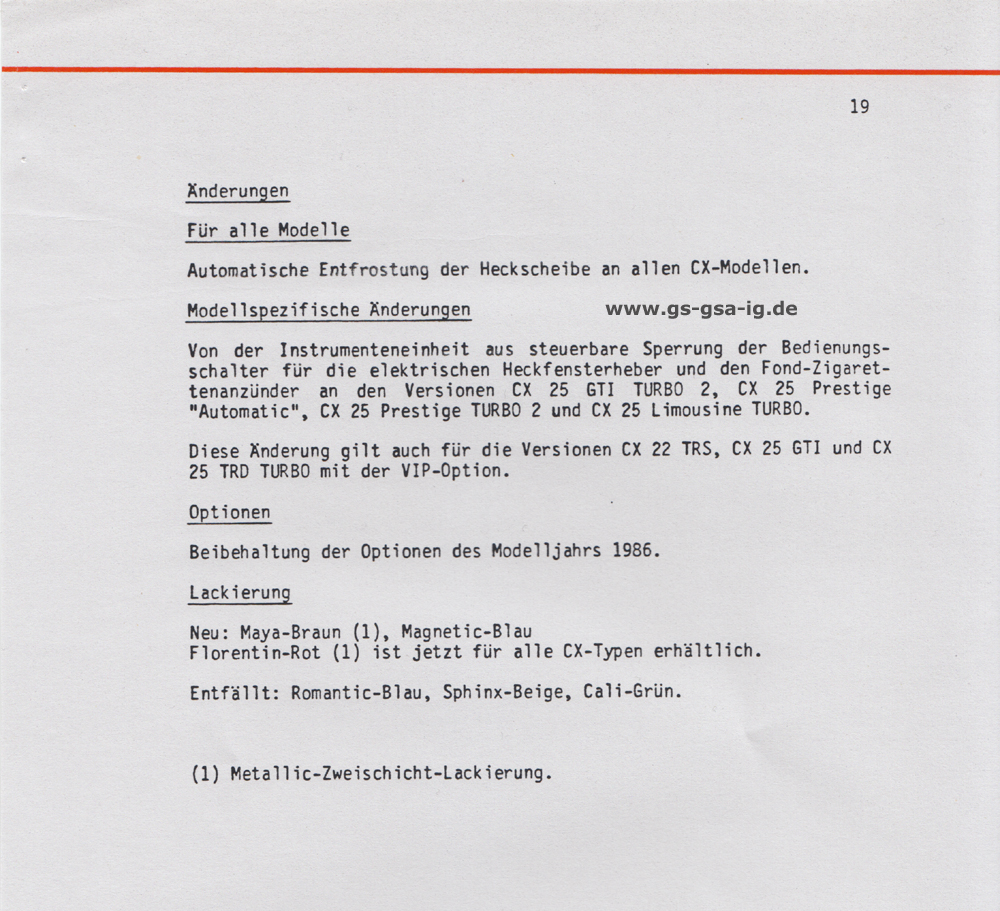 19
Änderungen
Für alle Modelle
Automatische Entfrostung der Heckscheibe an allen CX-Modellen.
Modellspezifische Änderungen
www.gs-gsa-ig.de
Von der Instrumenteneinheit aus steuerbare Sperrung der Bedienungs-
schalter für die elektrischen Heckfensterheber und den Fond-Zigaret-
tenanzünder an den Versionen CX 25 GTI TURBO 2, CX 25 Prestige
"Automatic", CX 25 Prestige TURBO 2 und CX 25 Limousine TURBO.
Diese Änderung gilt auch für die Versionen CX 22 TRS, CX 25 GTI und CX
25 TRD TURBO mit der VIP-Option.
Optionen
Beibehaltung der Optionen des Modelljahrs 1986.
Lackierung
Neu: Maya-Braun (1), Magnetic-Blau
Florentin-Rot (1) ist jetzt für alle CX-Typen erhältlich.
Entfällt: Romantic-Blau, Sphinx-Beige, Cali-Grün.
(1) Metallic-Zweischicht-Lackierung.